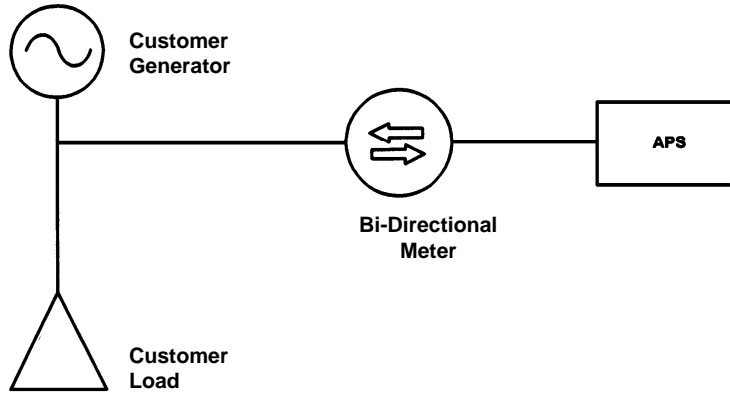 Customer
Generator
APS
Bi-Directional
Meter
Customer
Load